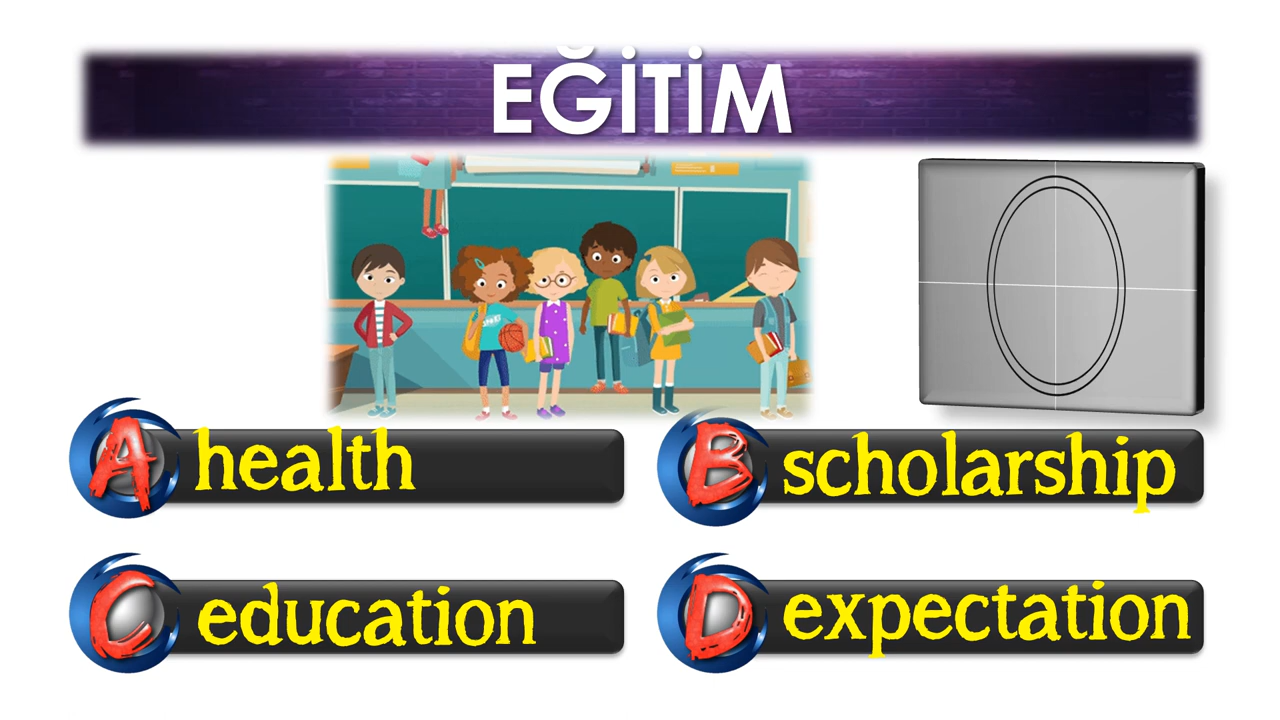 EĞİTİM
A health
B scholarship
C education
D expectation